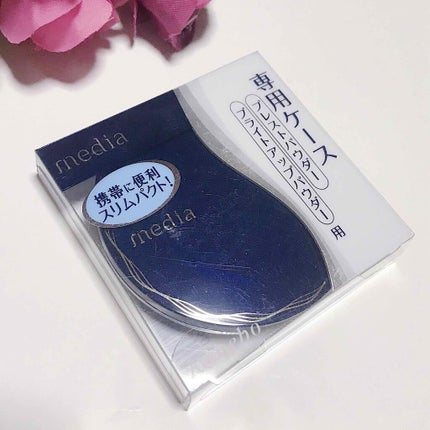 media
携帯に便利
スリムパクト!
media
専用ケース
プレストパウダー
ブライトアップパウダー
用